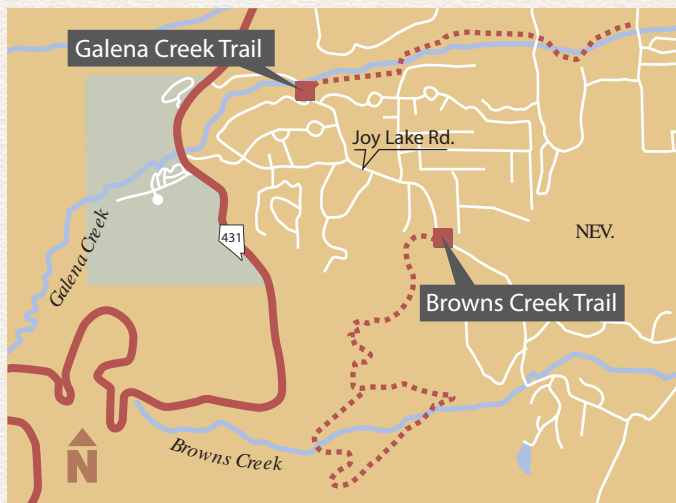 Galena Creek Trail
Joy Lake Rd.
Galena Creek
431
NEV.
Browns Creek Trail
Browns Creek
N